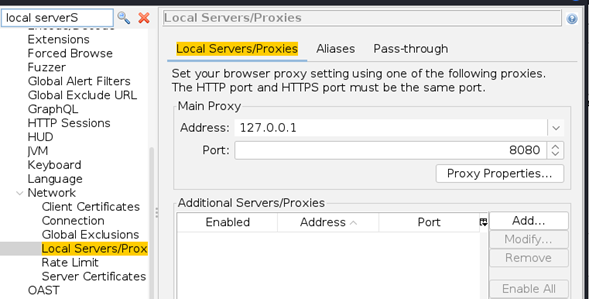 local serverS
Local Servers/Proxies
Encode/Decode
Extensions
Forced Browse
Fuzzer
Global Alert Filters
Global Exclude URL
GraphQL
HTTP Sessions
HUD
JVM
Keyboard
Language
Network
Client Certificates
Connection
Global Exclusions
Local Servers/Prox
Rate Limit
Server Certificates
OAST
Local Servers/Proxies
Aliases
Pass-through
Set your browser proxy setting using one of the following proxies.
The HTTP port and HTTPS port must be the same port.
Main Proxy
Address: 127.0.0.1
Port: 8080
Proxy Properties...
Additional Servers/Proxies
Enabled Address Port
Add...
Modify...
Remove
Enable All